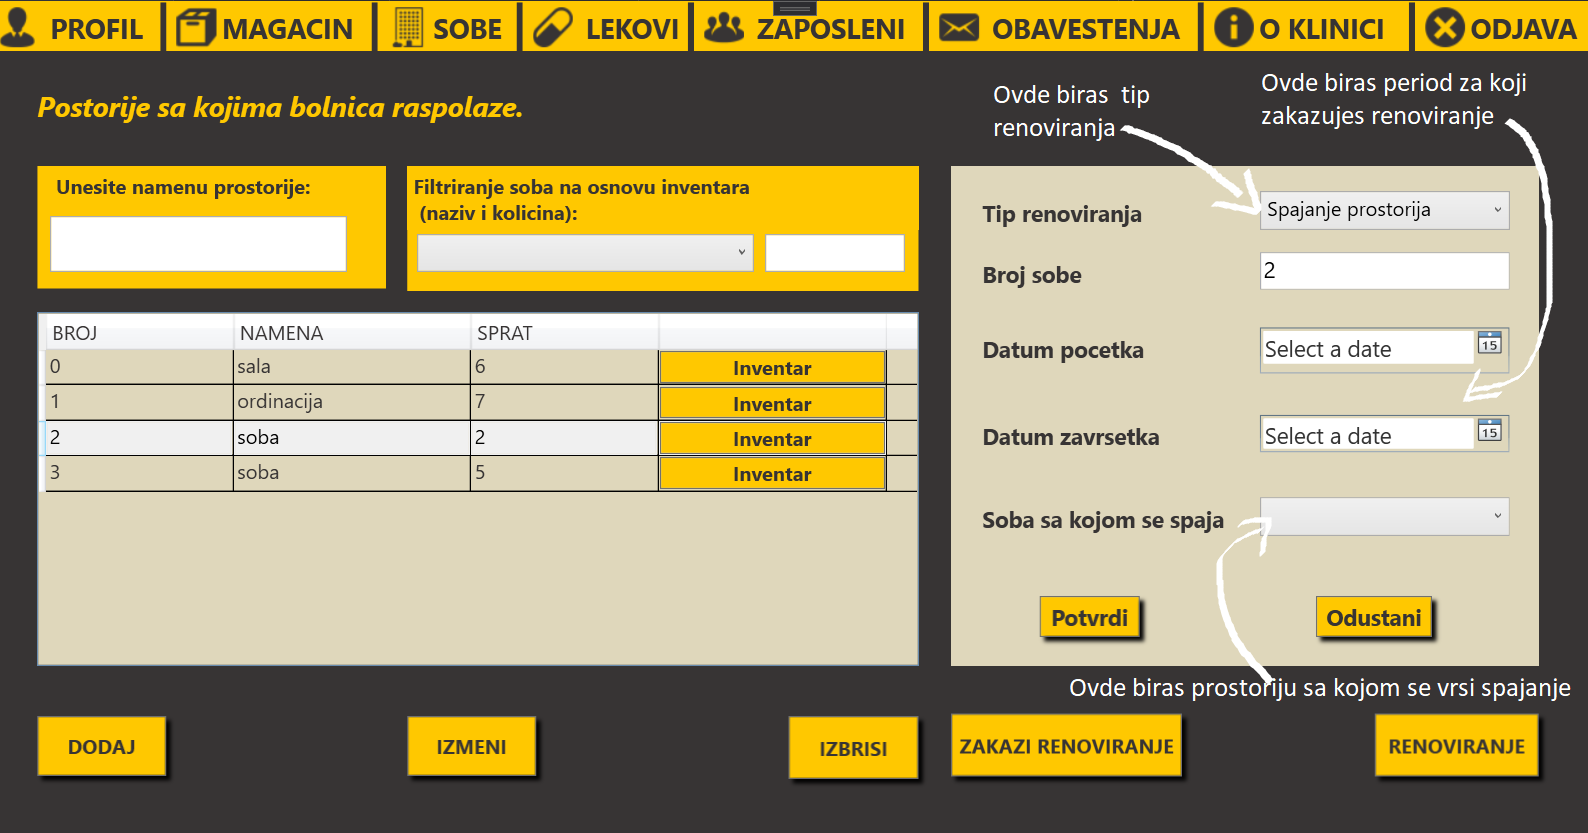 PROFIL MAGACIN SOBE LEKOVI ZAPOSLENI OBAVESTENJA O KLINICI ODJAVA
Postorije sa kojima bolnica raspolaze.
Ovde biras tip
renoviranja
Ovde biras period za koji
zakazujes renoviranje
Unesite namenu prostorije:
Filtriranje soba na osnovu inventara
(naziv i kolicina):
BROJ NAMENA SPRAT
0 sala 6 Inventar
1 ordinacija 7 Inventar
2 soba 2 Inventar
3 soba 5 Inventar
Tip renoviranja Spajanje prostorija
Broj sobe 2
Datum pocetka Select a date 15
Datum zavrsetka Select a date 15
Soba sa kojom se spaja
Potvrdi Odustani
Ovde biras prostoriju sa kojom se vrsi spajanje
DODAJ IZMENI IZBRISI ZAKAZI RENOVIRANJE RENOVIRANJE